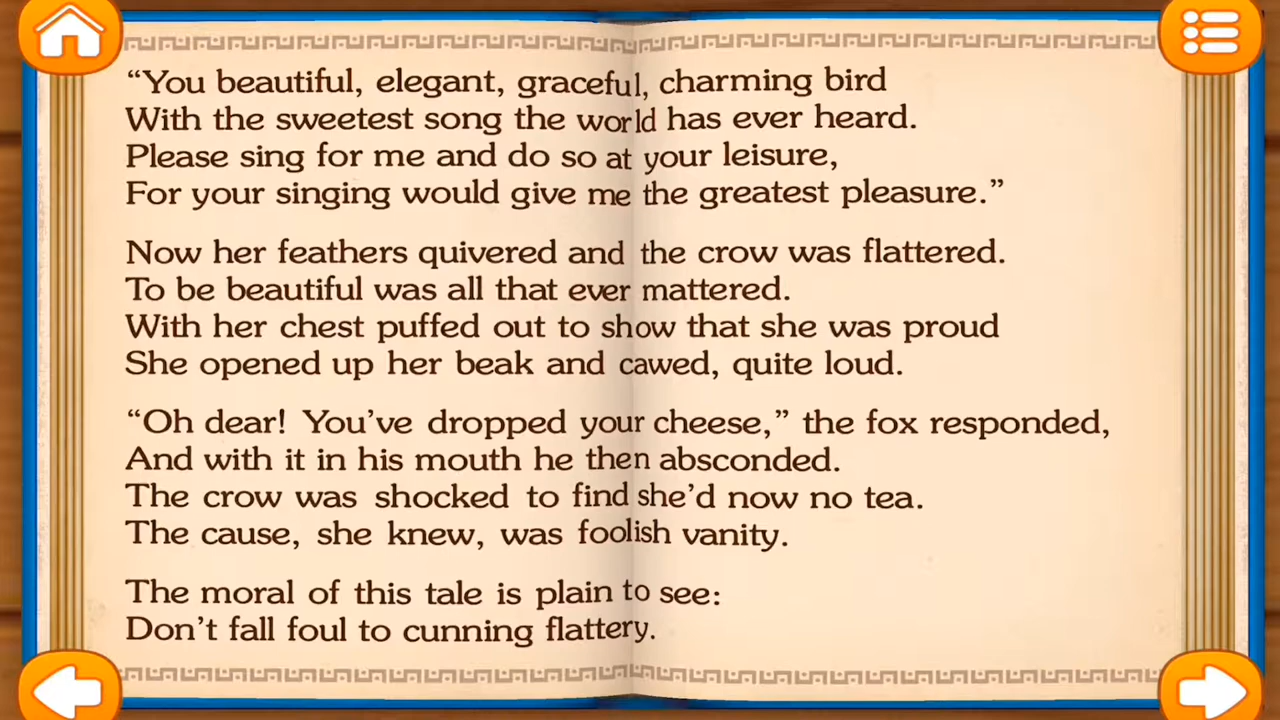 “You beautiful, elegant, graceful, charming bird
With the sweetest song the world has ever heard.
Please sing for me and do so at your leisure,
For your singing would give me the greatest pleasure.”
Now her feathers quivered and the crow was flattered.
To be beautiful was all that ever mattered.
With her chest puffed out to show that she was proud
She opened up her beak and cawed, quite loud.
“Oh dear! You’ve dropped your cheese,” the fox responded,
And with it in his mouth he then absconded.
The crow was shocked to find she’d now no tea.
The cause, she knew, was foolish vanity.
The moral of this tale is plain to see:
Don’t fall foul to cunning flattery.